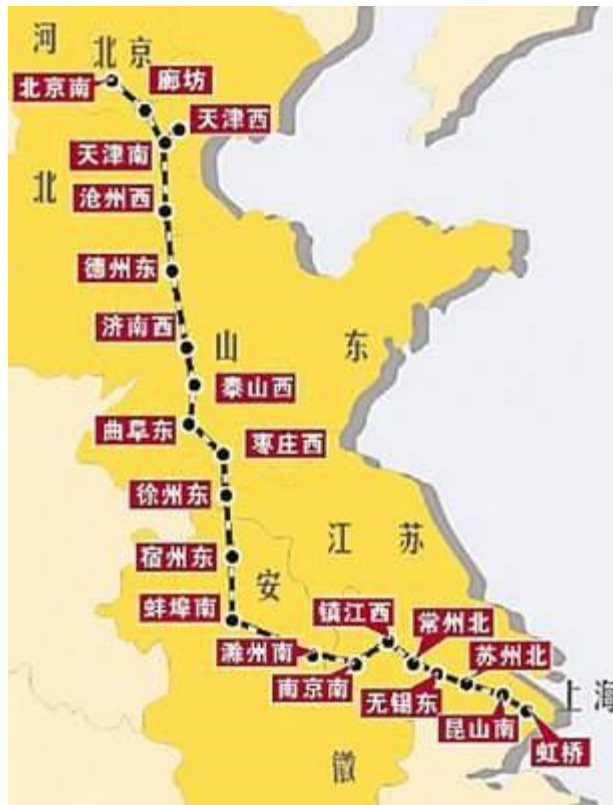 河
北京
北京南
廊坊
天津西
天津南
北
沧州西
德州东
济南西
山东
泰山西
曲阜东
枣庄西
徐州东
江苏
宿州东
安
蚌埠南
镇江西
常州北
滁州南
苏州北
南京南
无锡东
上海
昆山南
虹桥
徽